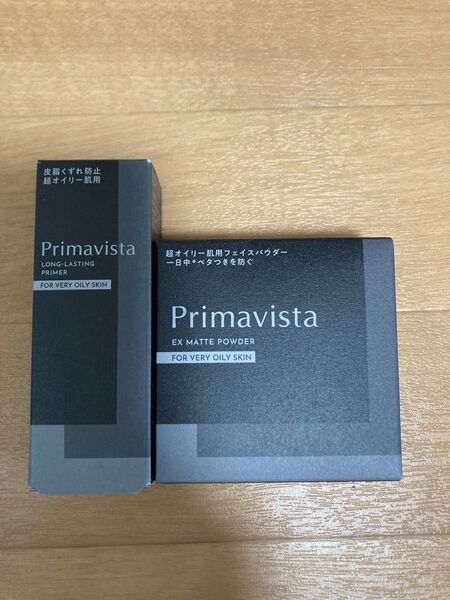 皮脂くずれ防止
超オイリー肌用
Primavista
LONG-LASTING
PRIMER
FOR VERY OILY SKIN
超オイリー肌用フェイスパウダー
一日中*ベタつきを防ぐ
Primavista
EX MATTE POWDER
FOR VERY OILY SKIN